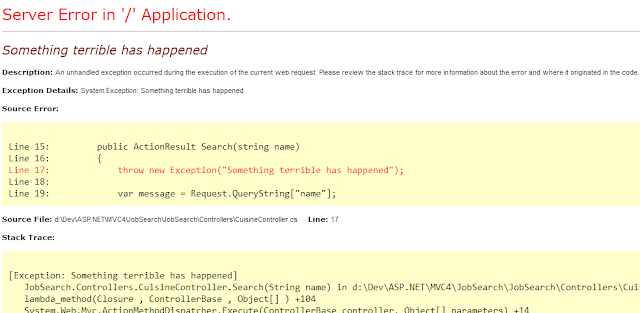 Server Error in '/' Application.
Something terrible has happened
Description: An unhandled exception occurred during the execution of the current web request. Please review the stack trace for more information about the error and where it originated in the code.
Exception Details: System.Exception: Something terrible has happened
Source Error:
Line 15: public ActionResult Search(string name)
Line 16: {
Line 17: throw new Exception("Something terrible has happened");
Line 18:
Line 19: var message = Request.QueryString["name"];
Source File: d:\Dev\ASP.NET\MVC4\JobSearch\JobSearch\Controllers\CuisineController.cs Line: 17
Stack Trace:
[Exception: Something terrible has happened]
JobSearch.Controllers.CuisineController.Search(String name) in d:\Dev\ASP.NET\MVC4\JobSearch\JobSearch\Controllers\Cuis
lambda_method(Closure , ControllerBase , Object[] ) +104
System.Web.Mvc.ActionMethodDispatcher.Execute(ControllerBase controller, Object[] parameters) +14